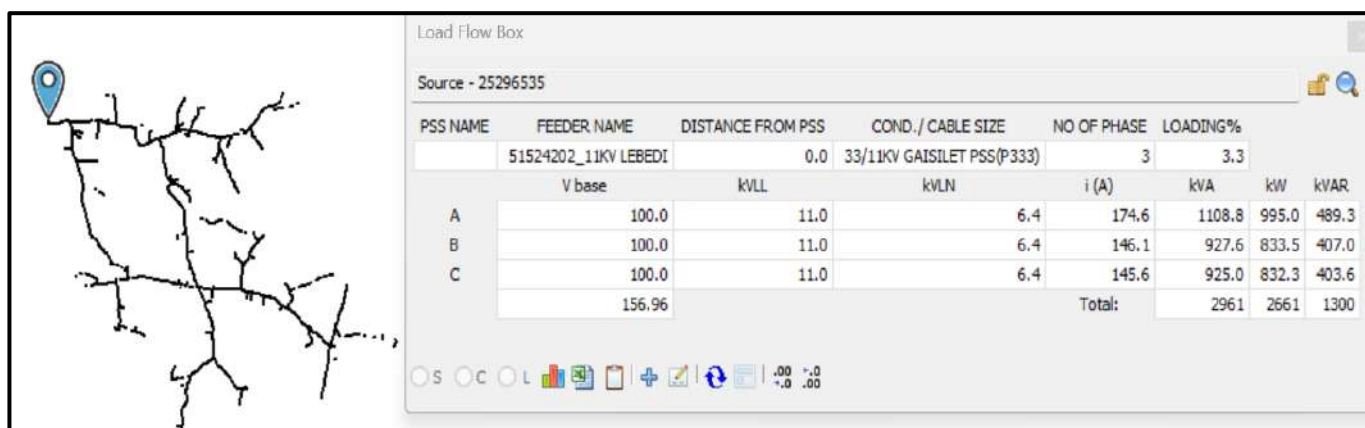 Load Flow Box
Source - 25296535
PSS NAME FEEDER NAME DISTANCE FROM PSS COND./ CABLE SIZE NO OF PHASE LOADING%
51524202_11KV LEBEDI 0.0 33/11KV GAISILET PSS(P333) 3 3.3
V base kVLL kVLN i (A) kVA kW kVAR
A 100.0 11.0 6.4 174.6 1108.8 995.0 489.3
B 100.0 11.0 6.4 146.1 927.6 833.5 407.0
C 100.0 11.0 6.4 145.6 925.0 832.3 403.6
156.96 Total: 2961 2661 1300
S C L .00 .0 .0 .00